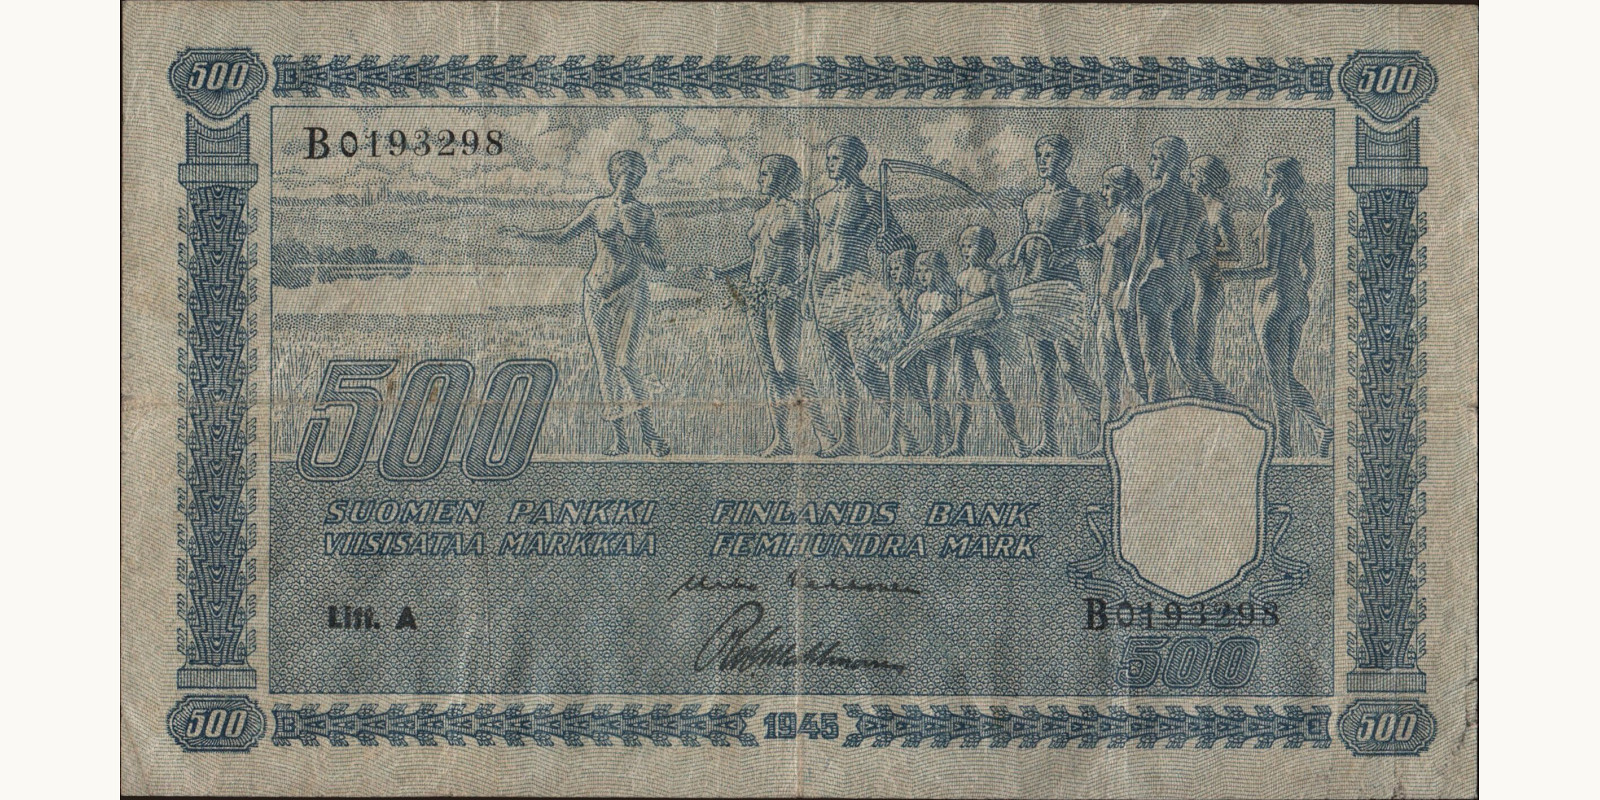 500 500
B0193298
500
SUOMEN PANKKI FINLANDS BANK
VIISISATAA MARKKAA FEMHUNDRA MARK
Litt. A
B0193298
500
500 1945 500